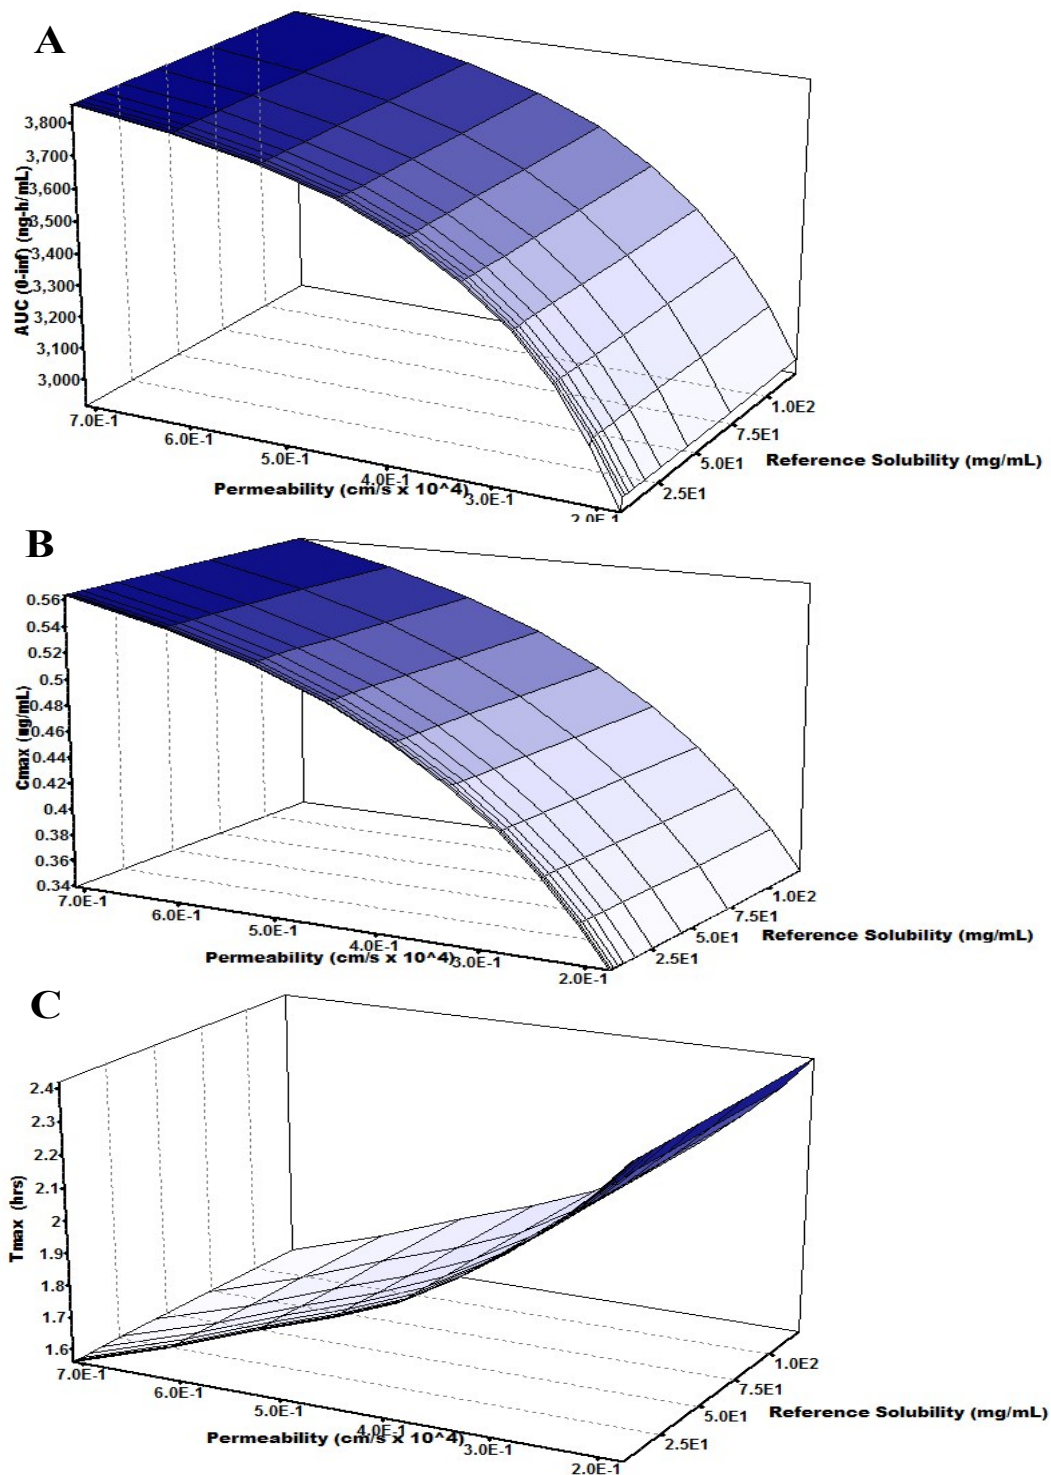 A
3,800
3,700
3,600
3,500
3,400
3,300
3,200
3,100
3,000
AUC (0-inf) (ng-h/mL)
7.0E-1
6.0E-1
5.0E-1
4.0E-1
3.0E-1
2.0E-1
Permeability (cm/s x 10^4)
1.0E2
7.5E1
5.0E1
2.5E1
Reference Solubility (mg/mL)
B
0.56
0.54
0.52
0.5
0.48
0.46
0.44
0.42
0.4
0.38
0.36
0.34
Cmax (ug/mL)
7.0E-1
6.0E-1
5.0E-1
4.0E-1
3.0E-1
2.0E-1
Permeability (cm/s x 10^4)
1.0E2
7.5E1
5.0E1
2.5E1
Reference Solubility (mg/mL)
C
2.4
2.3
2.2
2.1
2
1.9
1.8
1.7
1.6
Tmax (hrs)
7.0E-1
6.0E-1
5.0E-1
4.0E-1
3.0E-1
2.0E-1
Permeability (cm/s x 10^4)
1.0E2
7.5E1
5.0E1
2.5E1
Reference Solubility (mg/mL)